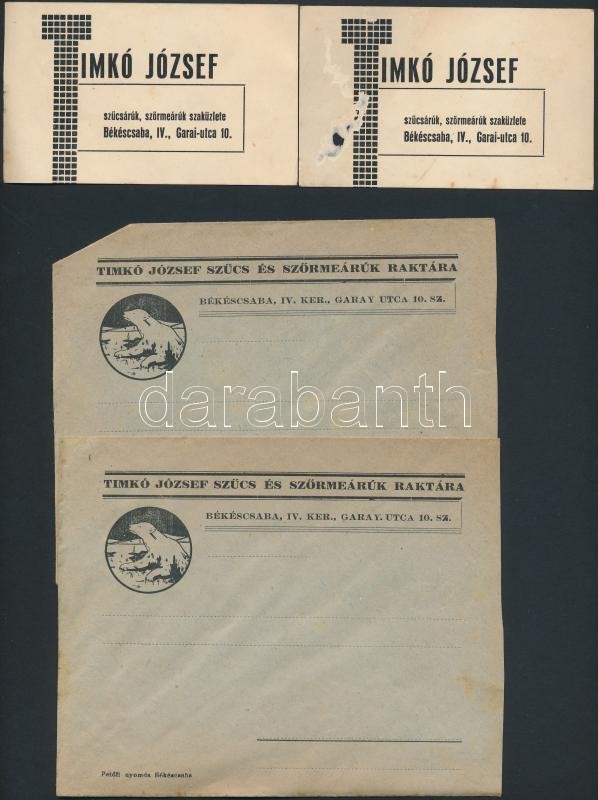 TIMKÓ JÓZSEF
szücsárúk, szőrmeárúk szaküzlete
Békéscsaba, IV., Garai-utca 10.
TIMKÓ JÓZSEF
szücsárúk, szőrmeárúk szaküzlete
Békéscsaba, IV., Garai-utca 10.
TIMKÓ JÓZSEF SZŰCS ÉS SZŐRMEÁRÚK RAKTÁRA
BÉKÉSCSABA, IV. KER., GARAY UTCA 10. SZ.
darabanth
TIMKÓ JÓZSEF SZŰCS ÉS SZŐRMEÁRÚK RAKTÁRA
BÉKÉSCSABA, IV. KER., GARAY. UTCA 10. SZ.
Petőfi nyomda Békéscsaba